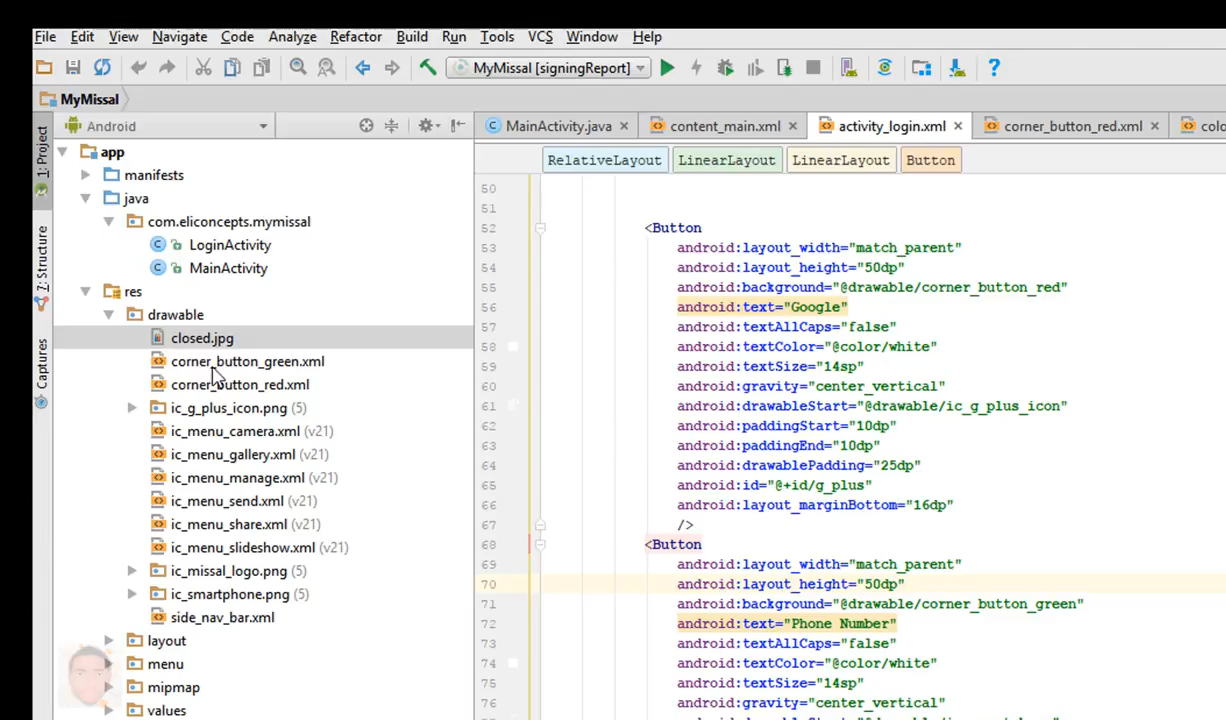 File Edit View Navigate Code Analyze Refactor Build Run Tools VCS Window Help
MyMissal [signingReport]
MyMissal
Android
MainActivity.java
content_main.xml
activity_login.xml
corner_button_red.xml
colo
1: Project
7: Structure
Captures
app
manifests
java
com.eliconcepts.mymissal
LoginActivity
MainActivity
res
drawable
closed.jpg
corner_button_green.xml
corner_button_red.xml
ic_g_plus_icon.png (5)
ic_menu_camera.xml (v21)
ic_menu_gallery.xml (v21)
ic_menu_manage.xml (v21)
ic_menu_send.xml (v21)
ic_menu_share.xml (v21)
ic_menu_slideshow.xml (v21)
ic_missal_logo.png (5)
ic_smartphone.png (5)
side_nav_bar.xml
layout
menu
mipmap
values
RelativeLayout LinearLayout LinearLayout Button
50
51
52 <Button
53 android:layout_width="match_parent"
54 android:layout_height="50dp"
55 android:background="@drawable/corner_button_red"
56 android:text="Google"
57 android:textAllCaps="false"
58 android:textColor="@color/white"
59 android:textSize="14sp"
60 android:gravity="center_vertical"
61 android:drawableStart="@drawable/ic_g_plus_icon"
62 android:paddingStart="10dp"
63 android:paddingEnd="10dp"
64 android:drawablePadding="25dp"
65 android:id="@+id/g_plus"
66 android:layout_marginBottom="16dp"
67 />
68 <Button
69 android:layout_width="match_parent"
70 android:layout_height="50dp"
71 android:background="@drawable/corner_button_green"
72 android:text="Phone Number"
73 android:textAllCaps="false"
74 android:textColor="@color/white"
75 android:textSize="14sp"
76 android:gravity="center_vertical"